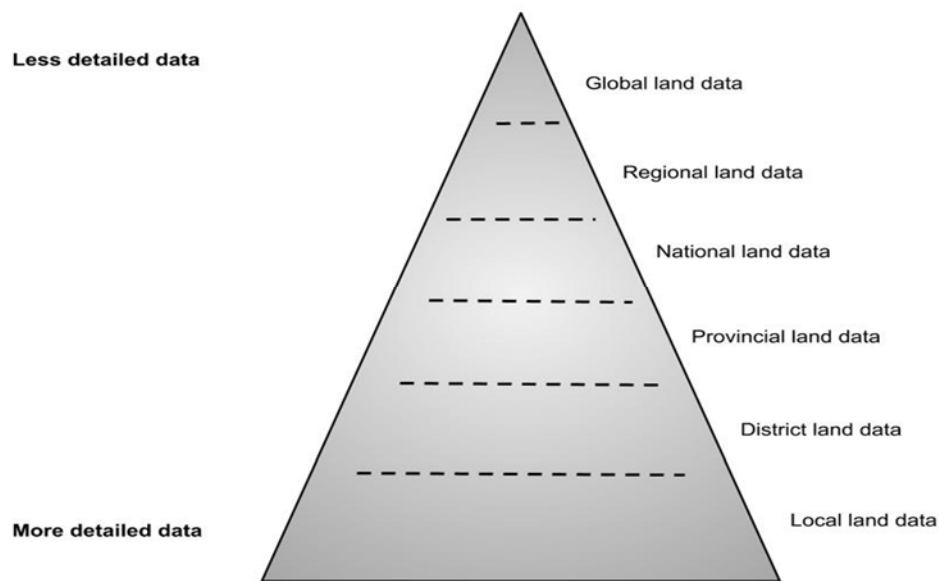 Less detailed data
Global land data
Regional land data
National land data
Provincial land data
District land data
More detailed data
Local land data